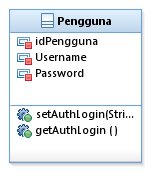 Pengguna
idPengguna
Username
Password
setAuthLogin(Stri...
getAuthLogin ( )